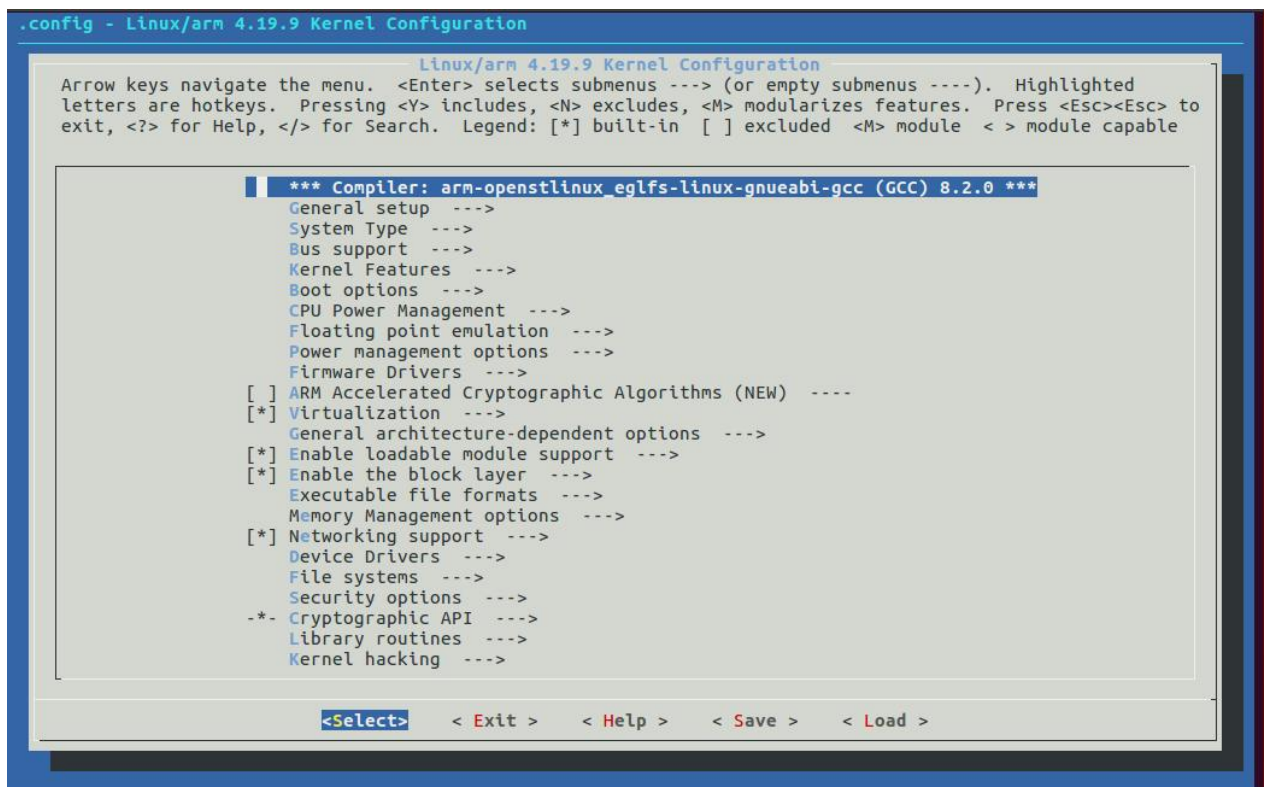 .config - Linux/arm 4.19.9 Kernel Configuration
Linux/arm 4.19.9 Kernel Configuration
Arrow keys navigate the menu.  <Enter> selects submenus ---> (or empty submenus ----).  Highlighted
letters are hotkeys.  Pressing <Y> includes, <N> excludes, <M> modularizes features.  Press <Esc><Esc> to
exit, <?> for Help, </> for Search.  Legend: [*] built-in  [ ] excluded  <M> module  < > module capable
*** Compiler: arm-openstlinux_eglfs-linux-gnueabi-gcc (GCC) 8.2.0 ***
General setup  --->
System Type  --->
Bus support  --->
Kernel Features  --->
Boot options  --->
CPU Power Management  --->
Floating point emulation  --->
Power management options  --->
Firmware Drivers  --->
[ ] ARM Accelerated Cryptographic Algorithms (NEW)  ----
[*] Virtualization  --->
General architecture-dependent options  --->
[*] Enable loadable module support  --->
[*] Enable the block layer  --->
Executable file formats  --->
Memory Management options  --->
[*] Networking support  --->
Device Drivers  --->
File systems  --->
Security options  --->
-*- Cryptographic API  --->
Library routines  --->
Kernel hacking  --->
<Select>    < Exit >    < Help >    < Save >    < Load >